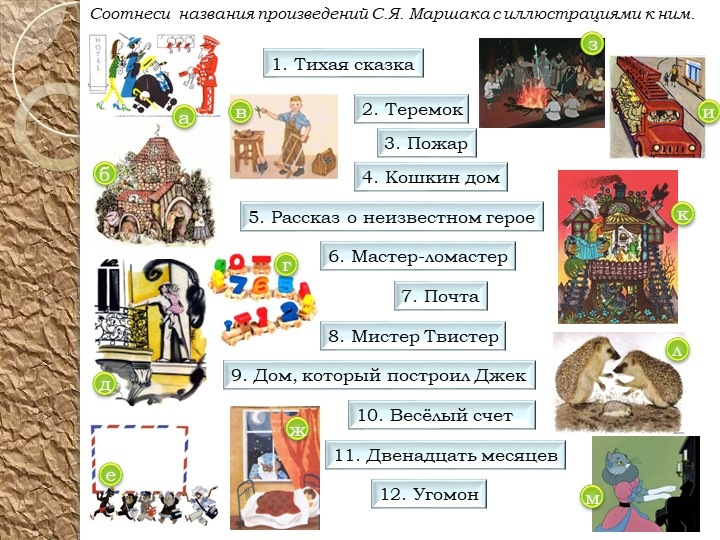 Соотнеси названия произведений С.Я. Маршака с иллюстрациями к ним.
HOTEL
а
б
в
г
д
е
ж
з
и
к
л
м
1. Тихая сказка
2. Теремок
3. Пожар
4. Кошкин дом
5. Рассказ о неизвестном герое
6. Мастер-ломастер
7. Почта
8. Мистер Твистер
9. Дом, который построил Джек
10. Весёлый счет
11. Двенадцать месяцев
12. Угомон